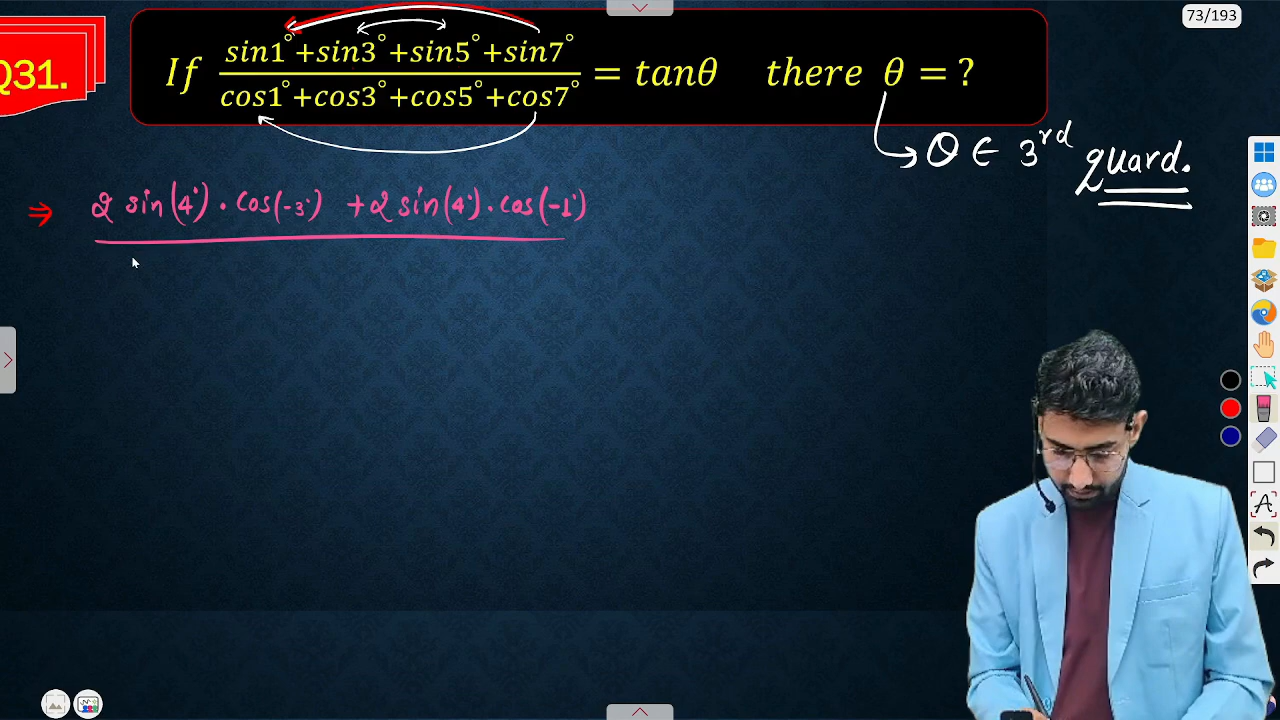 73/193
Q31.
If (sin1°+sin3°+sin5°+sin7°)/(cos1°+cos3°+cos5°+cos7°) = tanθ there θ = ?
θ ∈ 3rd quard.
⇒ 2 sin(4°) · cos(-3°) + 2 sin(4°) · cos(-1°)